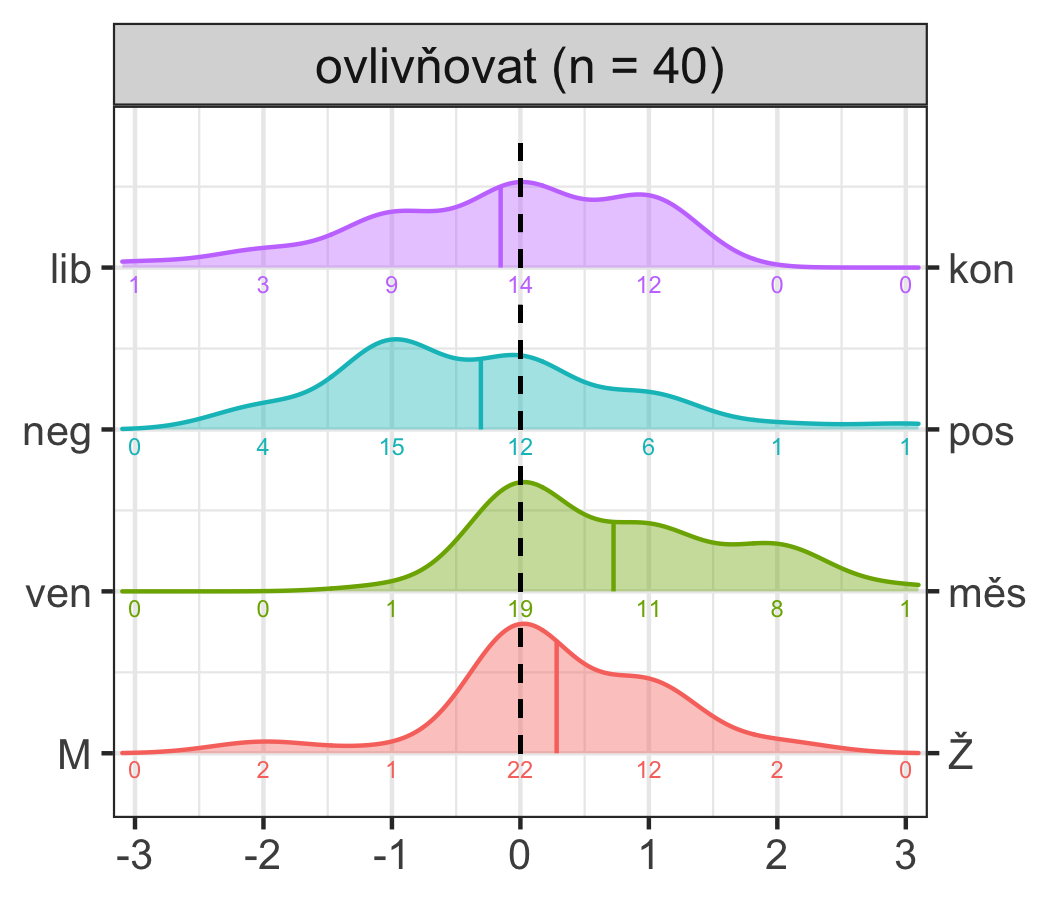 ovlivňovat (n = 40)
lib kon
1 3 9 14 12 0 0
neg pos
0 4 15 12 6 1 1
ven měs
0 0 1 19 11 8 1
M Ž
0 2 1 22 12 2 0
-3 -2 -1 0 1 2 3